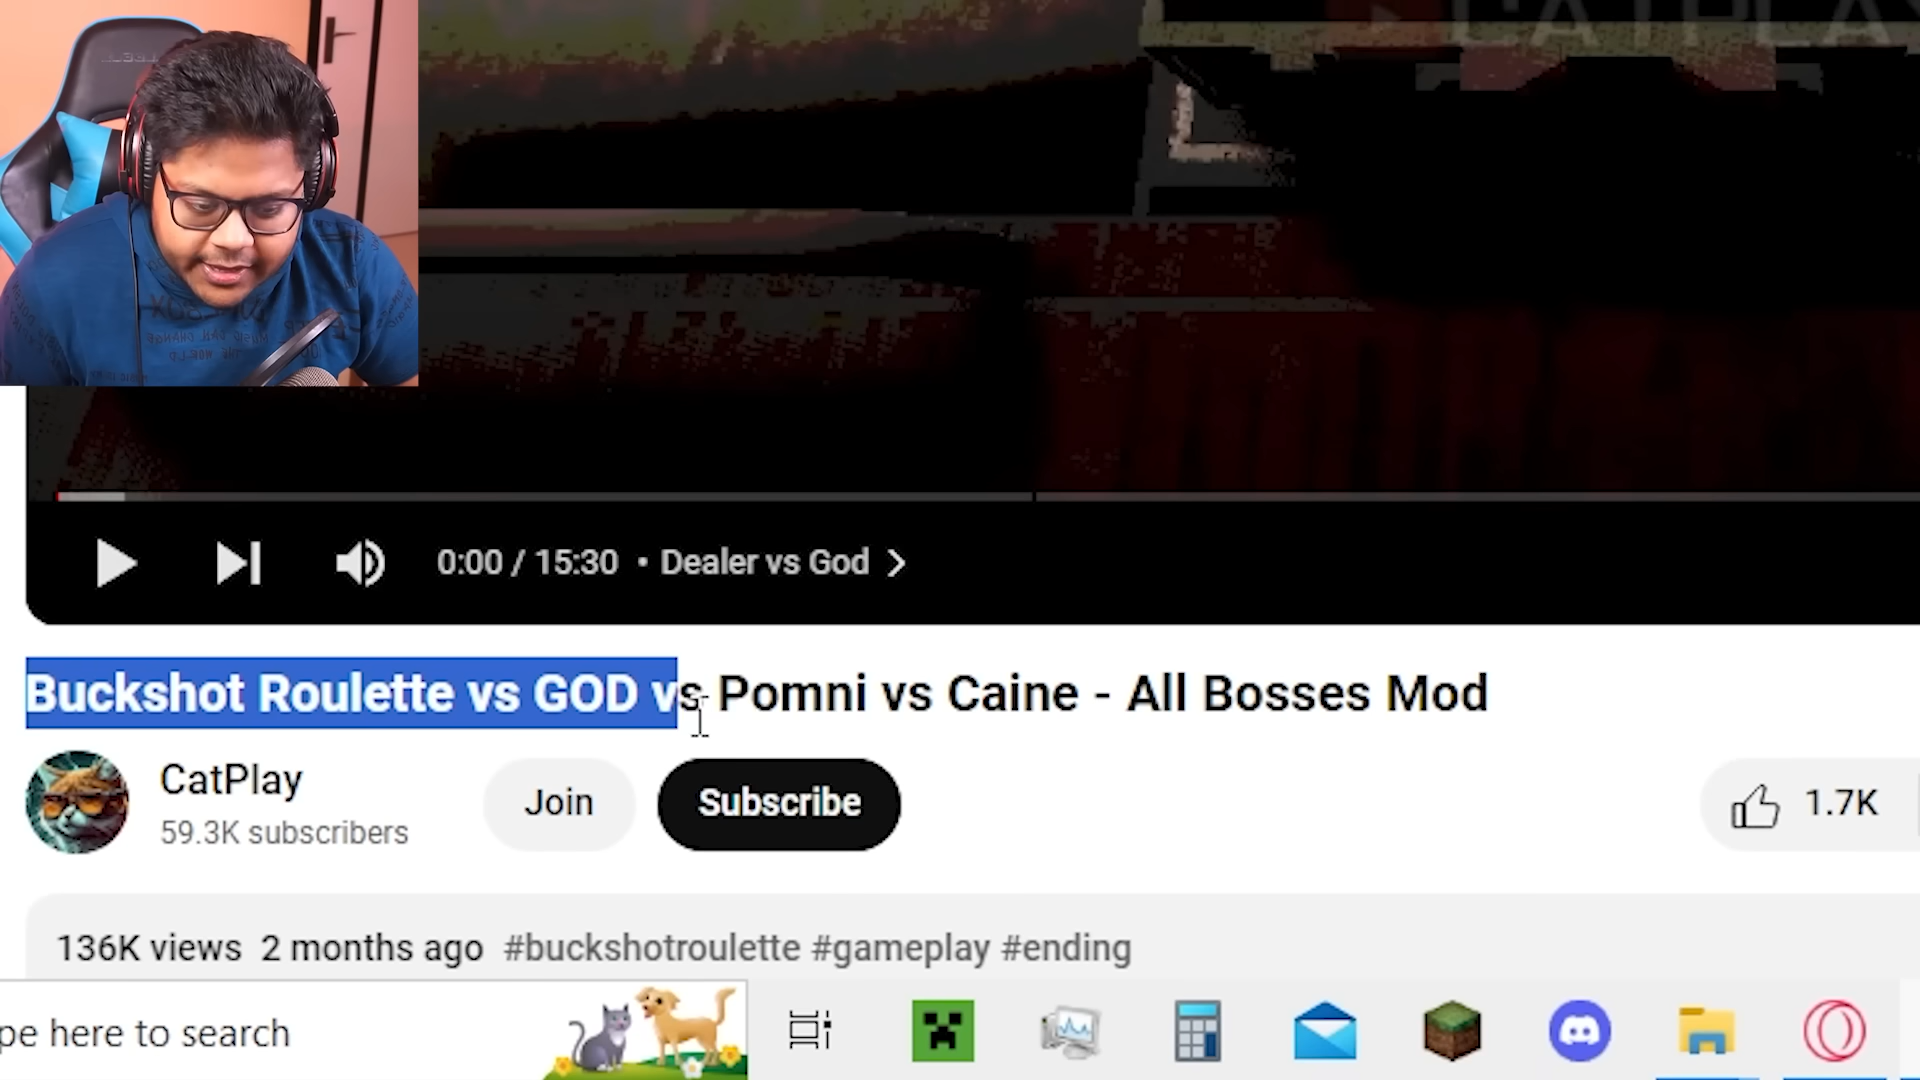 CATPLAY
0:00 / 15:30 • Dealer vs God >
Buckshot Roulette vs GOD vs Pomni vs Caine - All Bosses Mod
CatPlay
59.3K subscribers
Join
Subscribe
1.7K
136K views 2 months ago #buckshotroulette #gameplay #ending
pe here to search